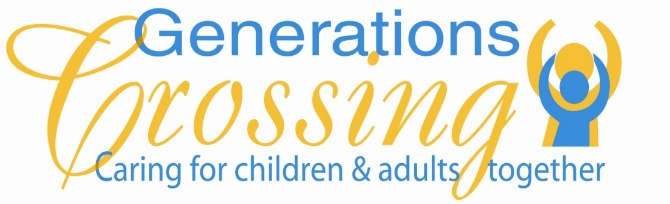 Generations
Crossing
Caring for children & adults together